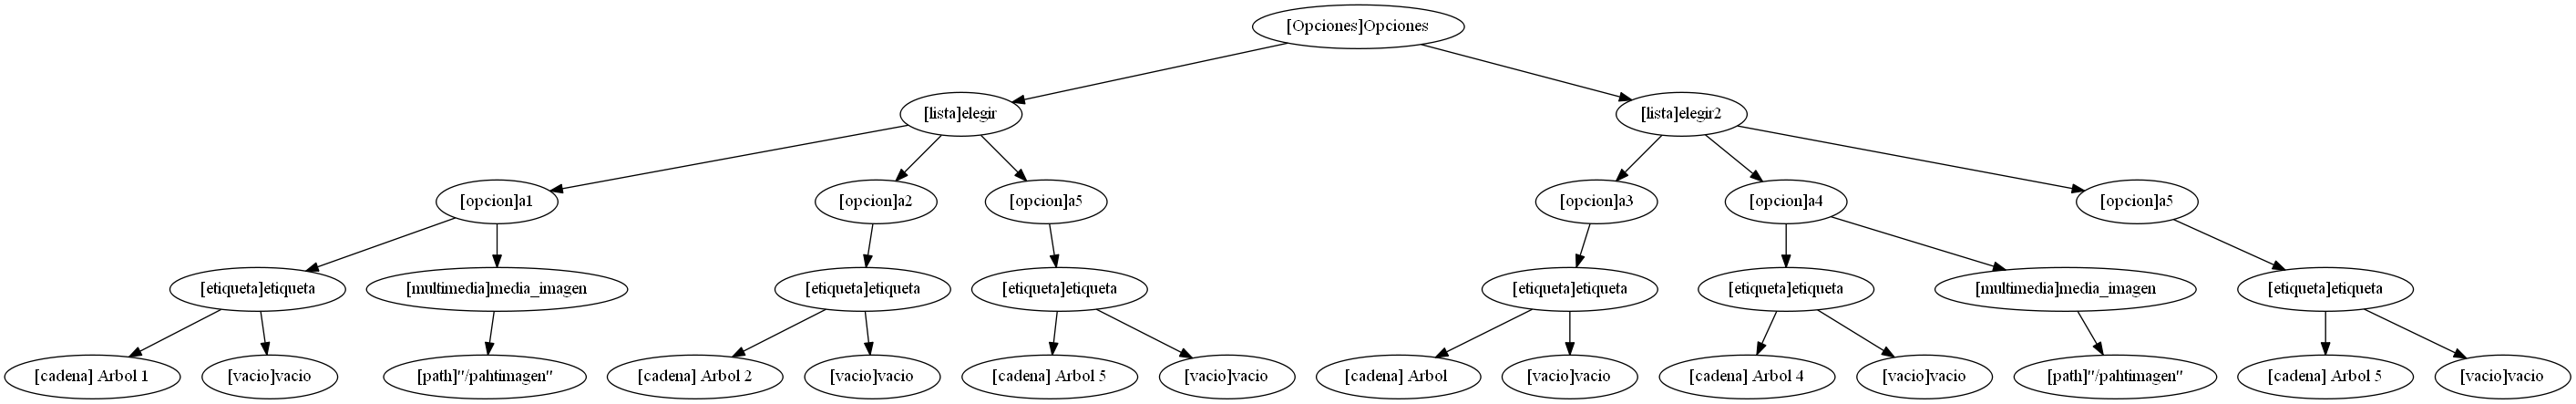 [Opciones]Opciones
[lista]elegir
[lista]elegir2
[opcion]a1
[opcion]a2
[opcion]a5
[opcion]a3
[opcion]a4
[opcion]a5
[etiqueta]etiqueta
[multimedia]media_imagen
[etiqueta]etiqueta
[etiqueta]etiqueta
[etiqueta]etiqueta
[etiqueta]etiqueta
[multimedia]media_imagen
[etiqueta]etiqueta
[cadena] Arbol 1
[vacio]vacio
[path]"/pahtimagen"
[cadena] Arbol 2
[vacio]vacio
[cadena] Arbol 5
[vacio]vacio
[cadena] Arbol
[vacio]vacio
[cadena] Arbol 4
[vacio]vacio
[path]"/pahtimagen"
[cadena] Arbol 5
[vacio]vacio